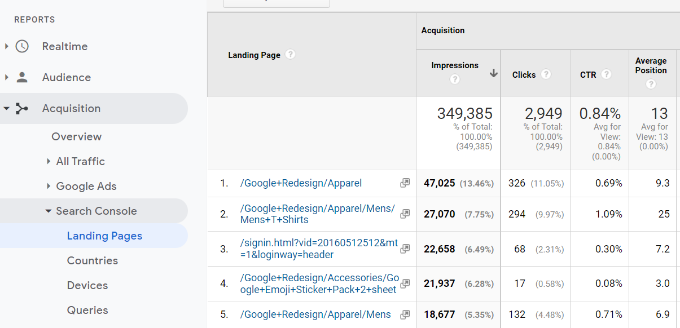 REPORTS
Realtime
Audience
Acquisition
Overview
All Traffic
Google Ads
Search Console
Landing Pages
Countries
Devices
Queries
Landing Page ?
Acquisition
Impressions ?
Clicks ?
CTR ?
Average
Position
?
349,385
% of Total:
100.00%
(349,385)
2,949
% of Total:
100.00%
(2,949)
0.84%
Avg for
View:
0.84%
(0.00%)
13
Avg for
View: 13
(0.00%)
1. /Google+Redesign/Apparel 47,025 (13.46%) 326 (11.05%) 0.69% 9.3
2. /Google+Redesign/Apparel/Mens/
Mens+T+Shirts 27,070 (7.75%) 294 (9.97%) 1.09% 25
3. /signin.html?vid=20160512512&mt
=1&loginway=header 22,658 (6.49%) 68 (2.31%) 0.30% 7.2
4. /Google+Redesign/Accessories/Go
ogle+Emoji+Sticker+Pack+2+sheet 21,937 (6.28%) 17 (0.58%) 0.08% 3.0
5. /Google+Redesign/Apparel/Mens 18,677 (5.35%) 132 (4.48%) 0.71% 6.9